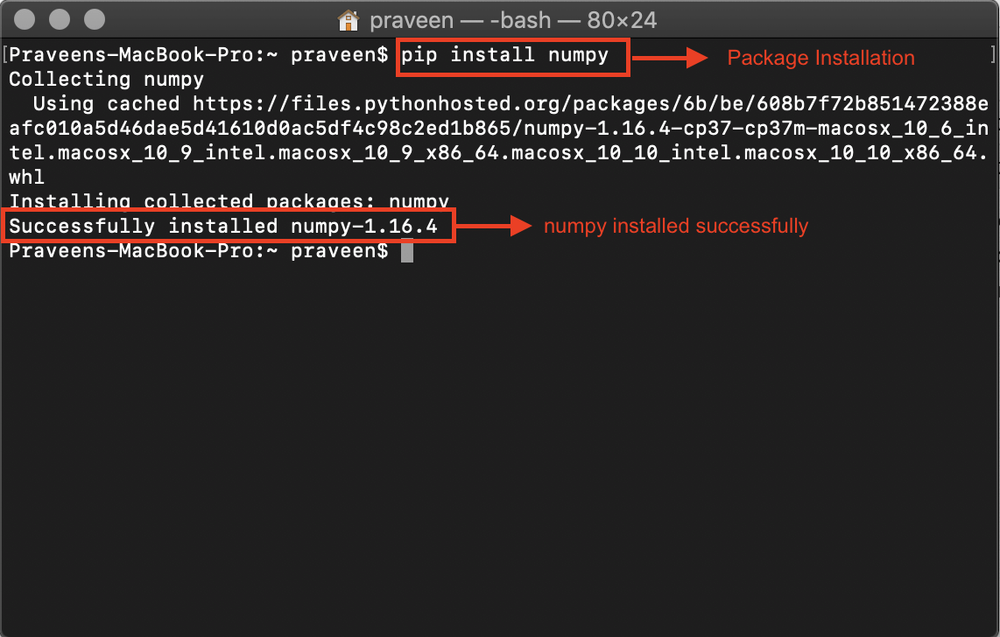 praveen — -bash — 80×24
[Praveens-MacBook-Pro:~ praveen$ pip install numpy ]
Package Installation
Collecting numpy
  Using cached https://files.pythonhosted.org/packages/6b/be/608b7f72b851472388e
afc010a5d46dae5d41610d0ac5df4c98c2ed1b865/numpy-1.16.4-cp37-cp37m-macosx_10_6_in
tel.macosx_10_9_intel.macosx_10_9_x86_64.macosx_10_10_intel.macosx_10_10_x86_64.
whl
Installing collected packages: numpy
Successfully installed numpy-1.16.4
numpy installed successfully
Praveens-MacBook-Pro:~ praveen$